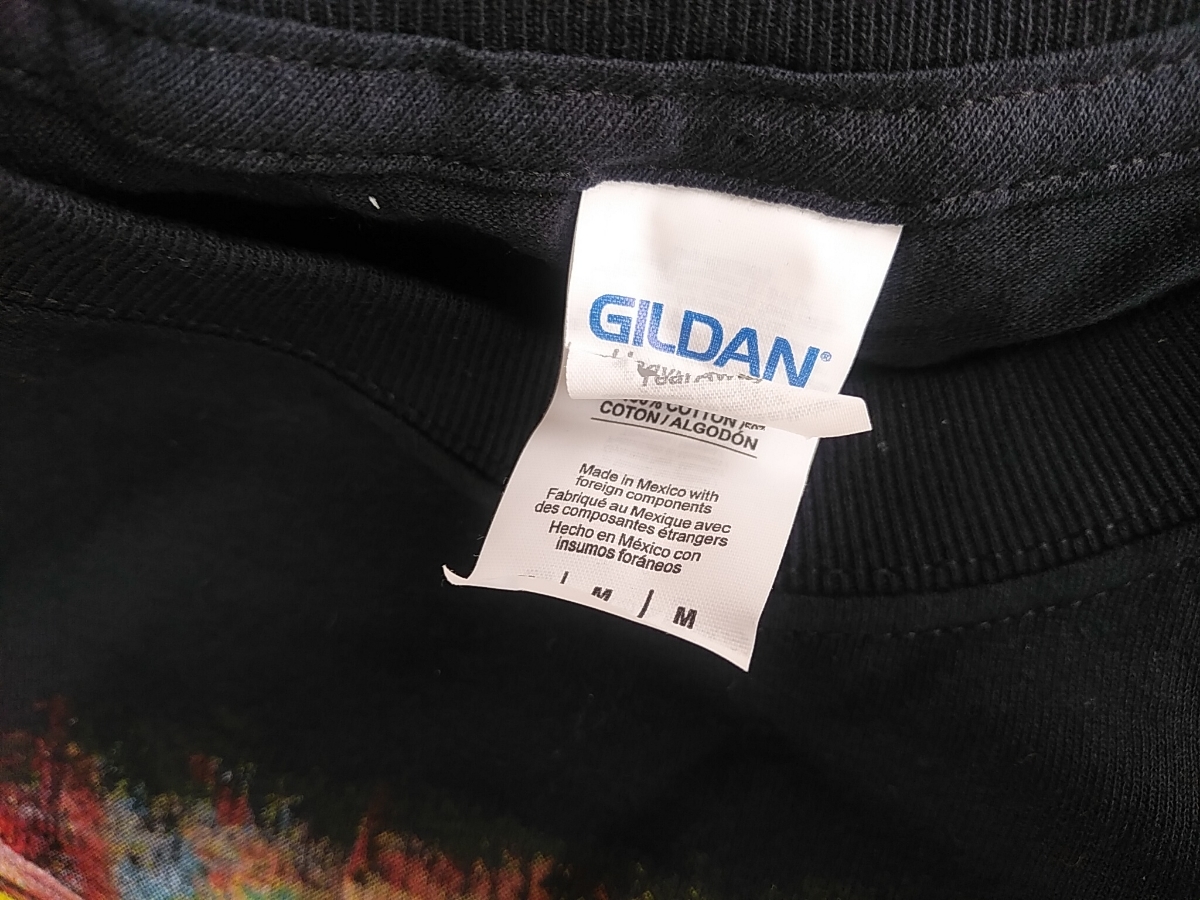 GILDAN®
COTON / ALGODÓN
Made in Mexico with
foreign components
Fabriqué au Mexique avec
des composantes étrangers
Hecho en México con
insumos foráneos
M / M